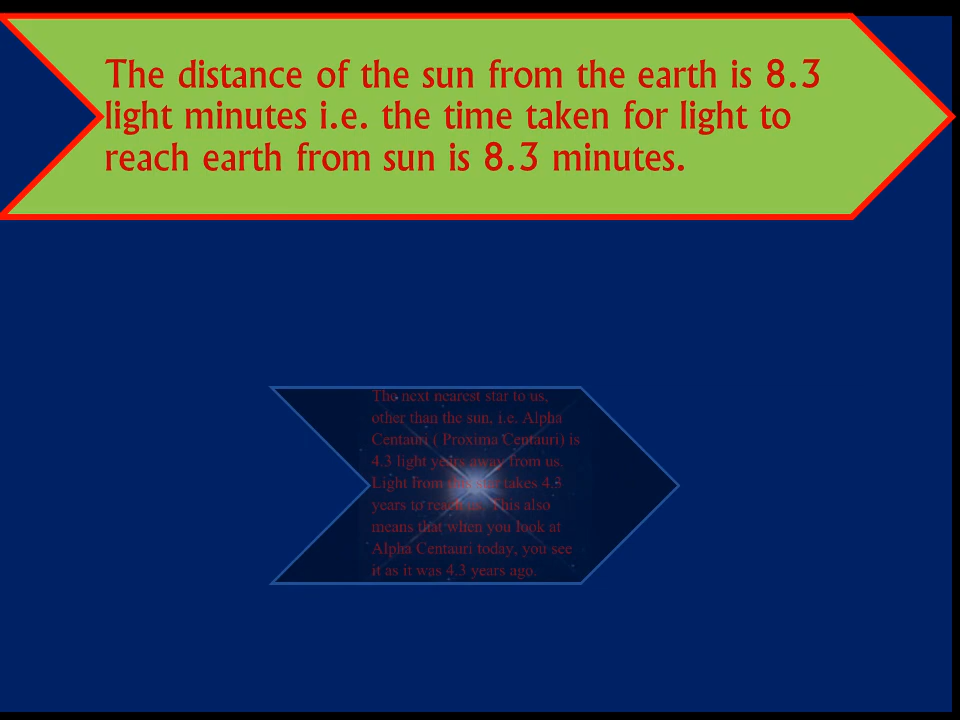 The distance of the sun from the earth is 8.3
light minutes i.e. the time taken for light to
reach earth from sun is 8.3 minutes.
The next nearest star to us,
other than the sun, i.e. Alpha
Centauri ( Proxima Centauri) is
4.3 light years away from us.
Light from this star takes 4.3
years to reach us. This also
means that when you look at
Alpha Centauri today, you see
it as it was 4.3 years ago.